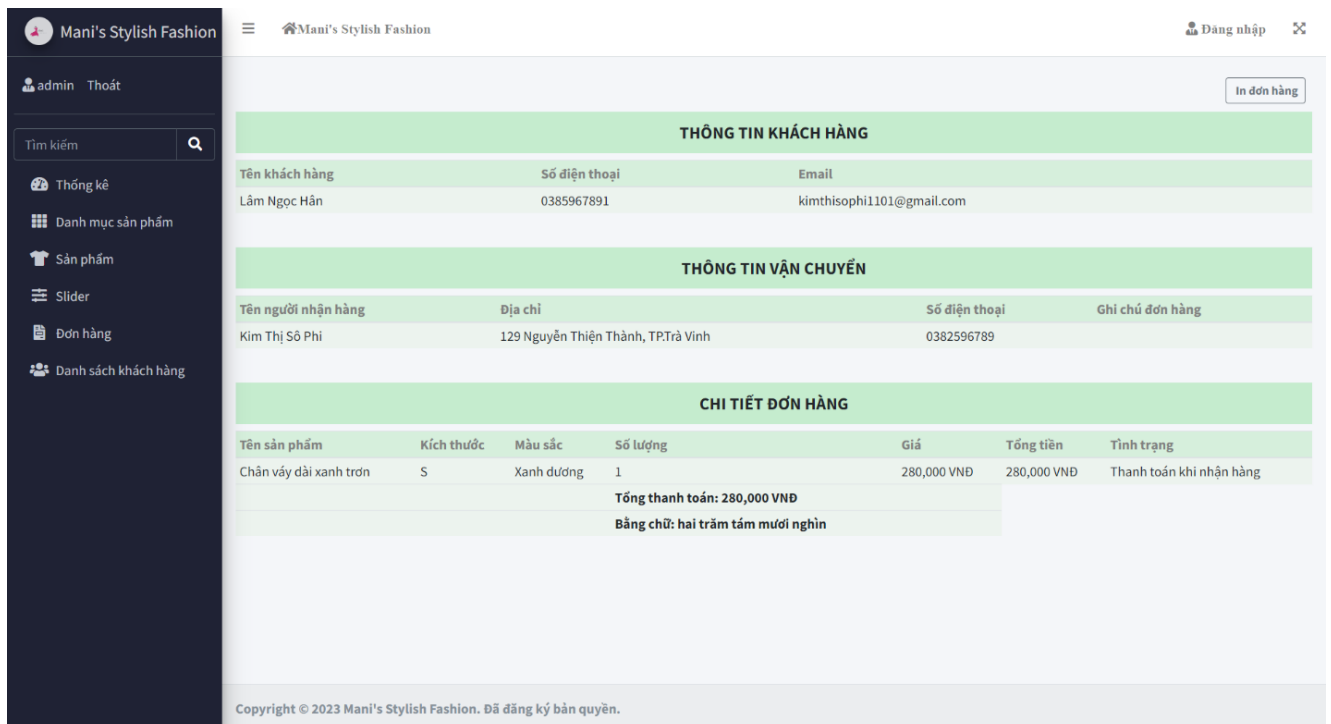 Mani's Stylish Fashion
Mani's Stylish Fashion
Đăng nhập
admin Thoát
In đơn hàng
Tìm kiếm
Thống kê
Danh mục sản phẩm
Sản phẩm
Slider
Đơn hàng
Danh sách khách hàng
THÔNG TIN KHÁCH HÀNG
Tên khách hàng Số điện thoại Email
Lâm Ngọc Hân 0385967891 kimthisophi1101@gmail.com
THÔNG TIN VẬN CHUYỂN
Tên người nhận hàng Địa chỉ Số điện thoại Ghi chú đơn hàng
Kim Thị Sô Phi 129 Nguyễn Thiện Thành, TP.Trà Vinh 0382596789
CHI TIẾT ĐƠN HÀNG
Tên sản phẩm Kích thước Màu sắc Số lượng Giá Tổng tiền Tình trạng
Chân váy dài xanh trơn S Xanh dương 1 280,000 VNĐ 280,000 VNĐ Thanh toán khi nhận hàng
Tổng thanh toán: 280,000 VNĐ
Bằng chữ: hai trăm tám mươi nghìn
Copyright © 2023 Mani's Stylish Fashion. Đã đăng ký bản quyền.